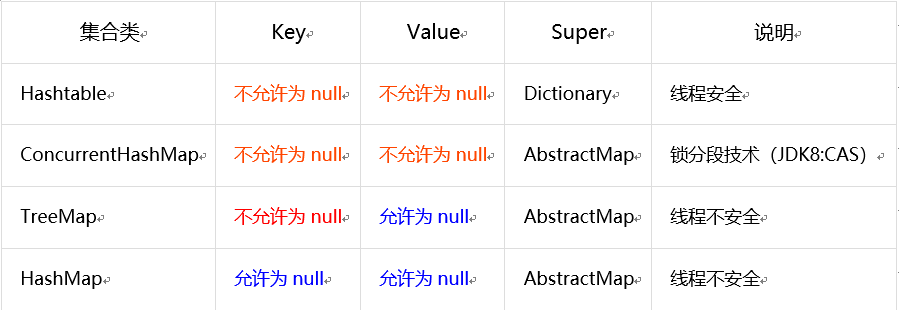 集合类 Key Value Super 说明
Hashtable 不允许为 null 不允许为 null Dictionary 线程安全
ConcurrentHashMap 不允许为 null 不允许为 null AbstractMap 锁分段技术（JDK8:CAS）
TreeMap 不允许为 null 允许为 null AbstractMap 线程不安全
HashMap 允许为 null 允许为 null AbstractMap 线程不安全